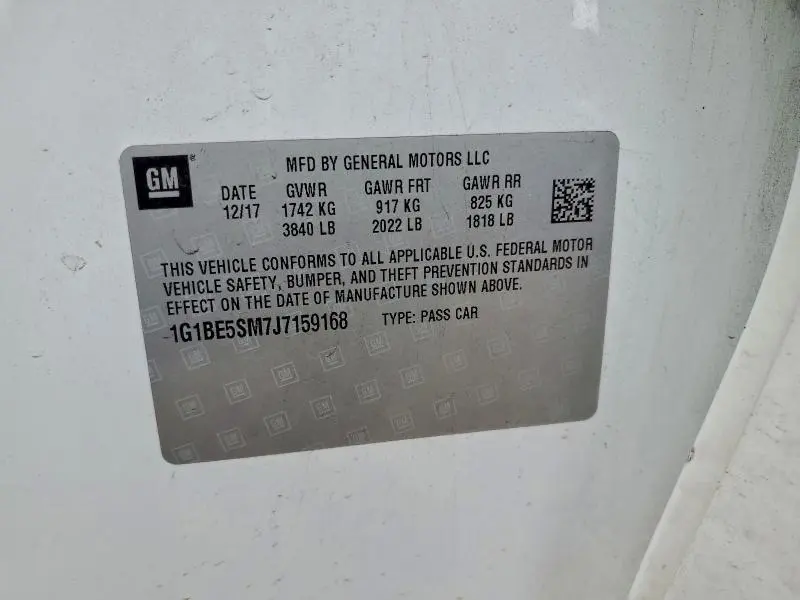 GM
MFD BY GENERAL MOTORS LLC
DATE GVWR GAWR FRT GAWR RR
12/17 1742 KG 917 KG 825 KG
3840 LB 2022 LB 1818 LB
THIS VEHICLE CONFORMS TO ALL APPLICABLE U.S. FEDERAL MOTOR
VEHICLE SAFETY, BUMPER, AND THEFT PREVENTION STANDARDS IN
EFFECT ON THE DATE OF MANUFACTURE SHOWN ABOVE.
1G1BE5SM7J7159168 TYPE: PASS CAR